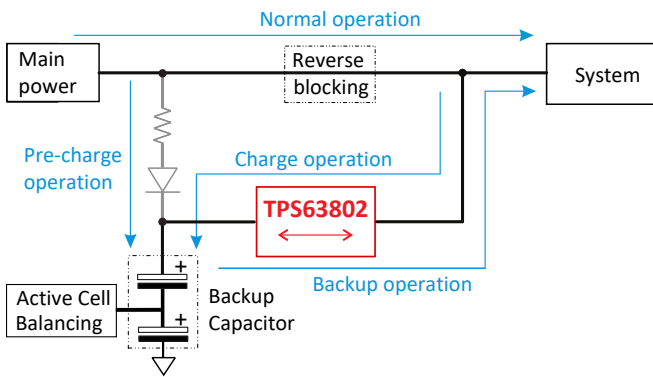 Normal operation
Main
power
Reverse
blocking
System
Pre-charge
operation
Charge operation
TPS63802
Backup operation
+
Active Cell
Balancing
Backup
Capacitor
+